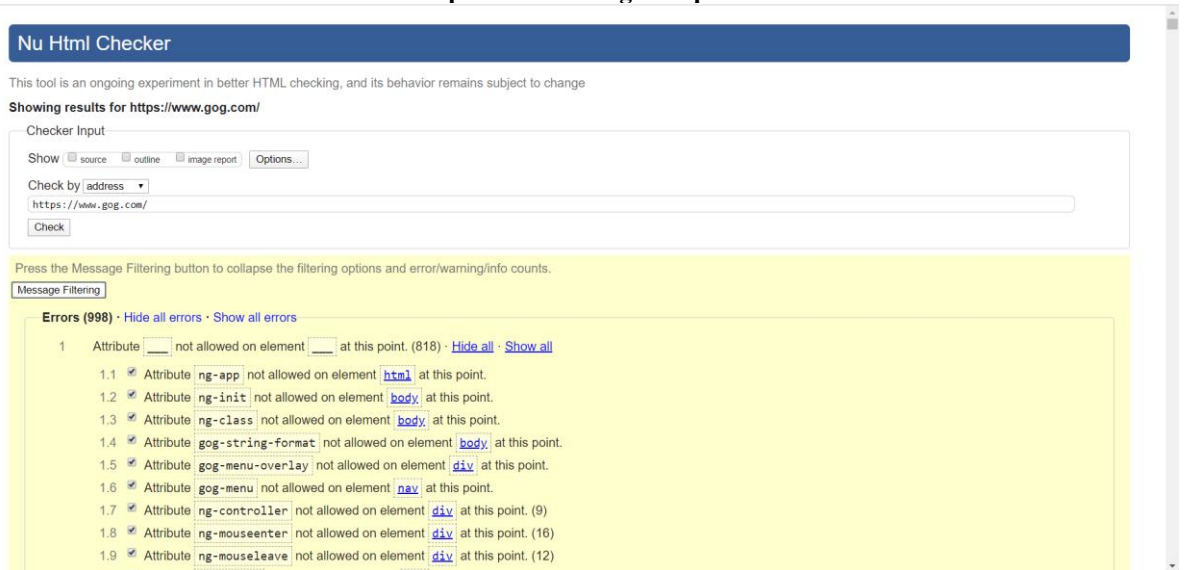 Nu Html Checker
This tool is an ongoing experiment in better HTML checking, and its behavior remains subject to change
Showing results for https://www.gog.com/
Checker Input
Show source outline image report Options...
Check by address
https://www.gog.com/
Check
Press the Message Filtering button to collapse the filtering options and error/warning/info counts.
Message Filtering
Errors (998) · Hide all errors · Show all errors
1 Attribute ___ not allowed on element ___ at this point. (818) · Hide all · Show all
1.1 Attribute ng-app not allowed on element html at this point.
1.2 Attribute ng-init not allowed on element body at this point.
1.3 Attribute ng-class not allowed on element body at this point.
1.4 Attribute gog-string-format not allowed on element body at this point.
1.5 Attribute gog-menu-overlay not allowed on element div at this point.
1.6 Attribute gog-menu not allowed on element nav at this point.
1.7 Attribute ng-controller not allowed on element div at this point. (9)
1.8 Attribute ng-mouseenter not allowed on element div at this point. (16)
1.9 Attribute ng-mouseleave not allowed on element div at this point. (12)